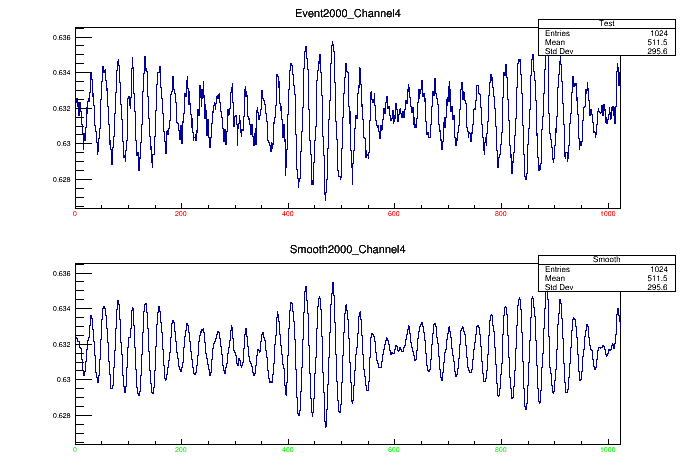 Event2000_Channel4
Test
Entries 1024
Mean 511.5
Std Dev 295.6
0.636
0.634
0.632
0.63
0.628
0 200 400 600 800 1000
Smooth2000_Channel4
Smooth
Entries 1024
Mean 511.5
Std Dev 295.6
0.636
0.634
0.632
0.63
0.628
0 200 400 600 800 1000